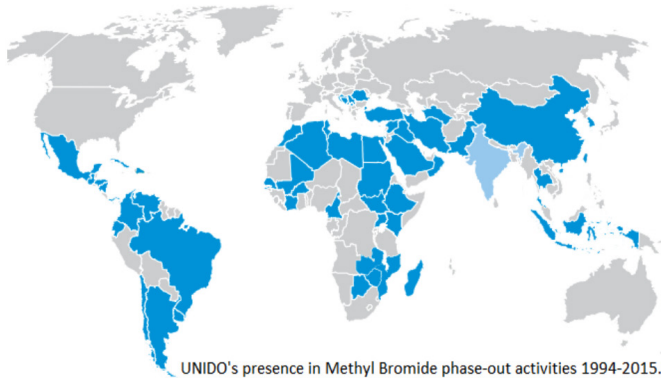 UNIDO's presence in Methyl Bromide phase-out activities 1994-2015.